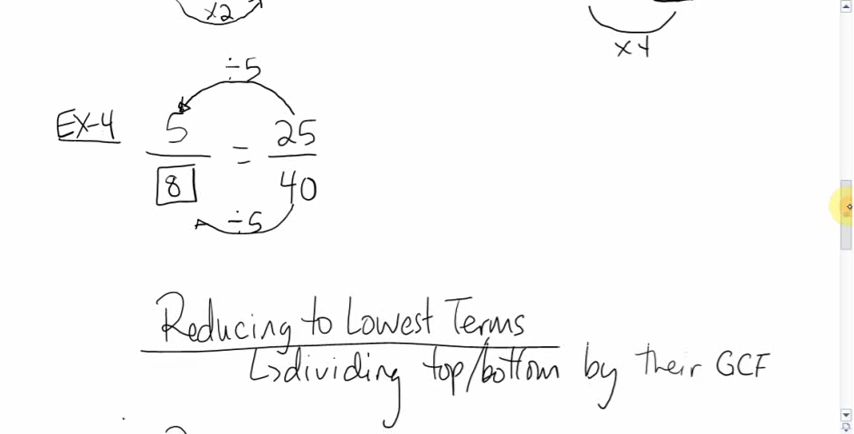 x2
x4
÷5
Ex-4 5/8 = 25/40
÷5
Reducing to Lowest Terms
↳dividing top/bottom by their GCF